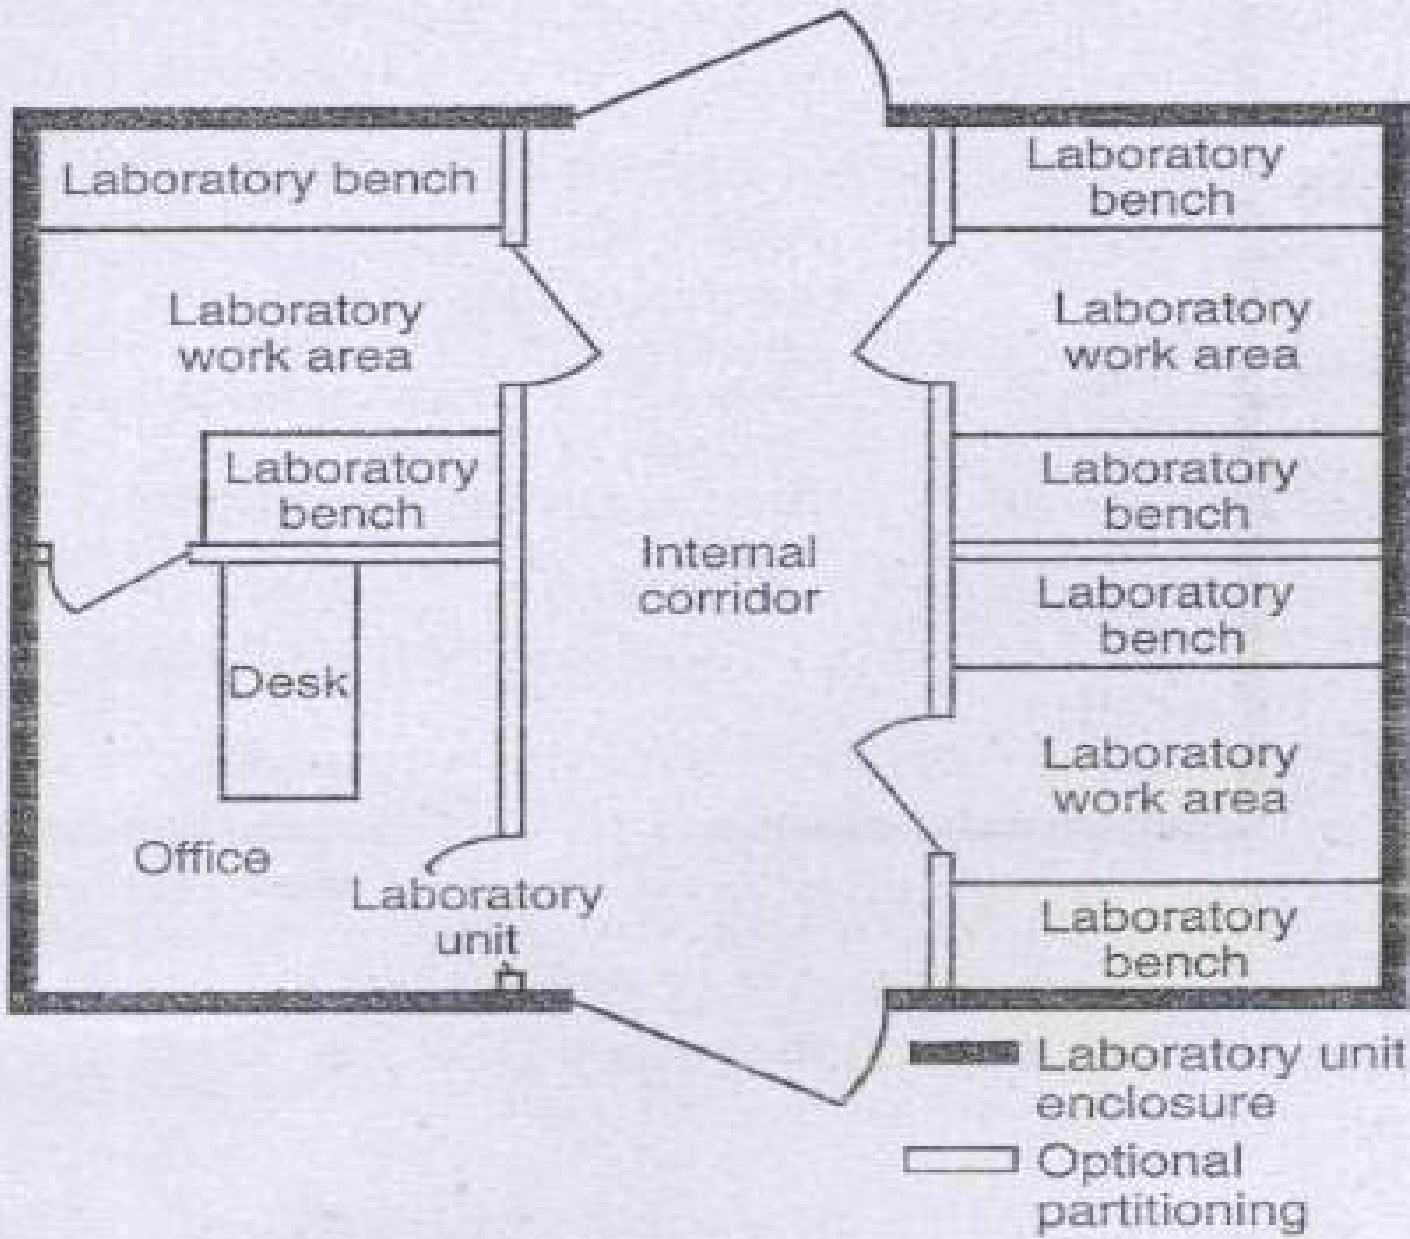 Laboratory bench
Laboratory
work area
Laboratory
bench
Desk
Office
Laboratory
unit
Internal
corridor
Laboratory
bench
Laboratory
work area
Laboratory
bench
Laboratory
bench
Laboratory
work area
Laboratory
bench
Laboratory unit
enclosure
Optional
partitioning